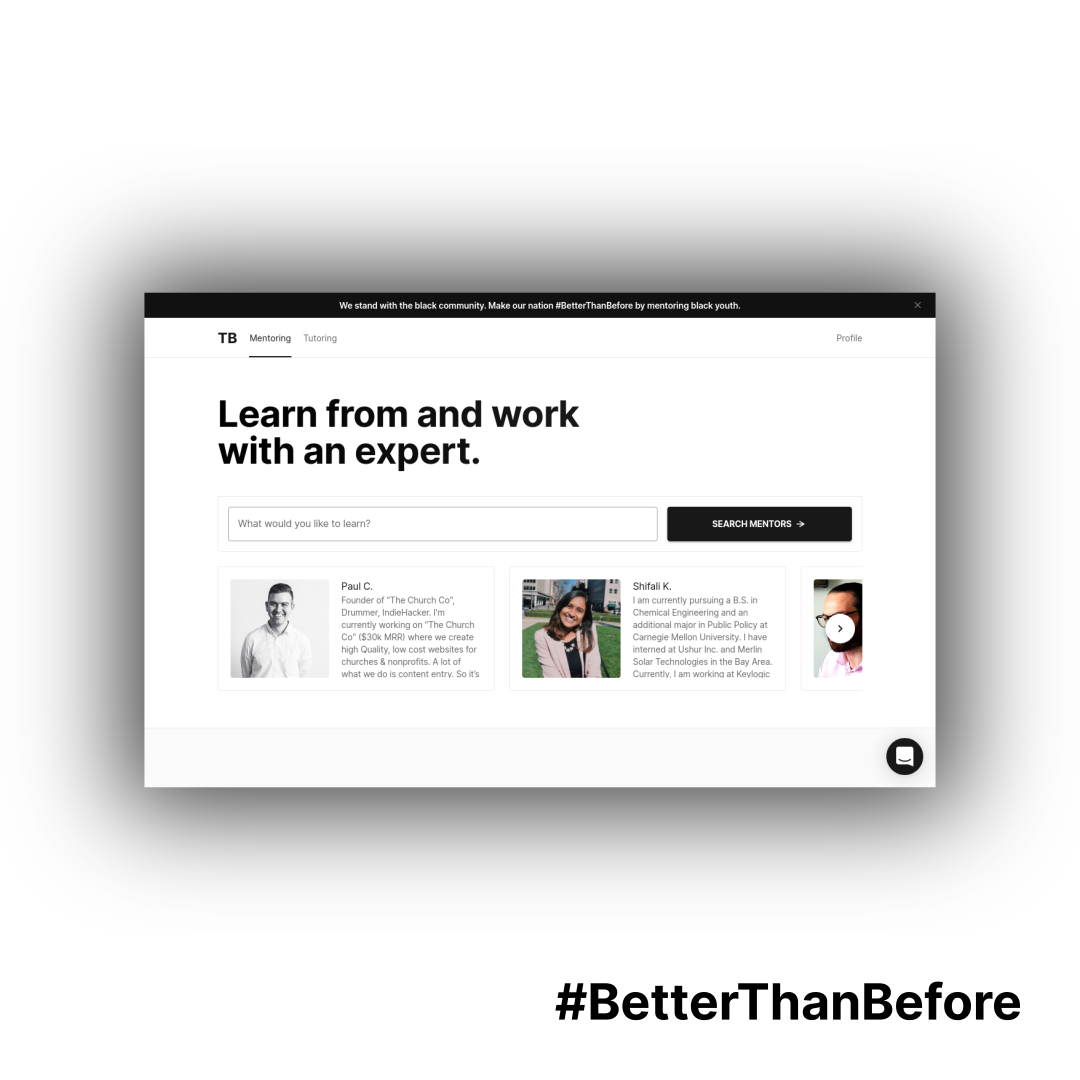 We stand with the black community. Make our nation #BetterThanBefore by mentoring black youth.
TB Mentoring Tutoring Profile
Learn from and work
with an expert.
What would you like to learn? SEARCH MENTORS →
Paul C.
Founder of "The Church Co",
Drummer, IndieHacker. I'm
currently working on "The Church
Co" ($30k MRR) where we create
high Quality, low cost websites for
churches & nonprofits. A lot of
what we do is content entry. So it's
Shifali K.
I am currently pursuing a B.S. in
Chemical Engineering and an
additional major in Public Policy at
Carnegie Mellon University. I have
interned at Ushur Inc. and Merlin
Solar Technologies in the Bay Area.
Currently, I am working at Keylogic
#BetterThanBefore